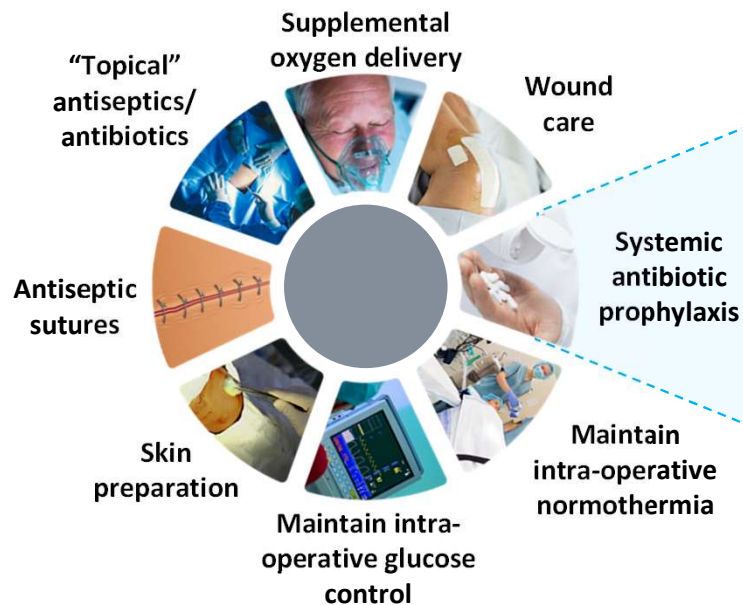 Supplemental
oxygen delivery
Wound
care
Systemic
antibiotic
prophylaxis
Maintain
intra-operative
normothermia
Maintain intra-
operative glucose
control
Skin
preparation
Antiseptic
sutures
“Topical”
antiseptics/
antibiotics